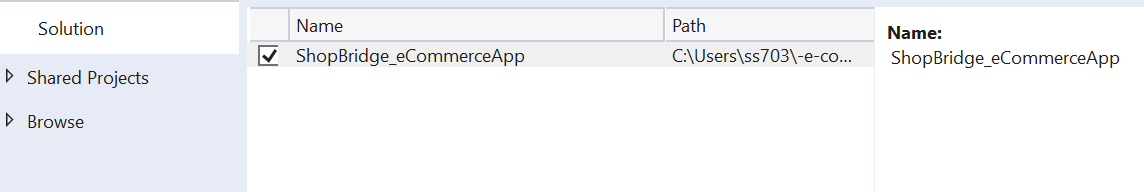 Solution
Shared Projects
Browse
Name Path
ShopBridge_eCommerceApp C:\Users\ss703\-e-co...
Name:
ShopBridge_eCommerceApp